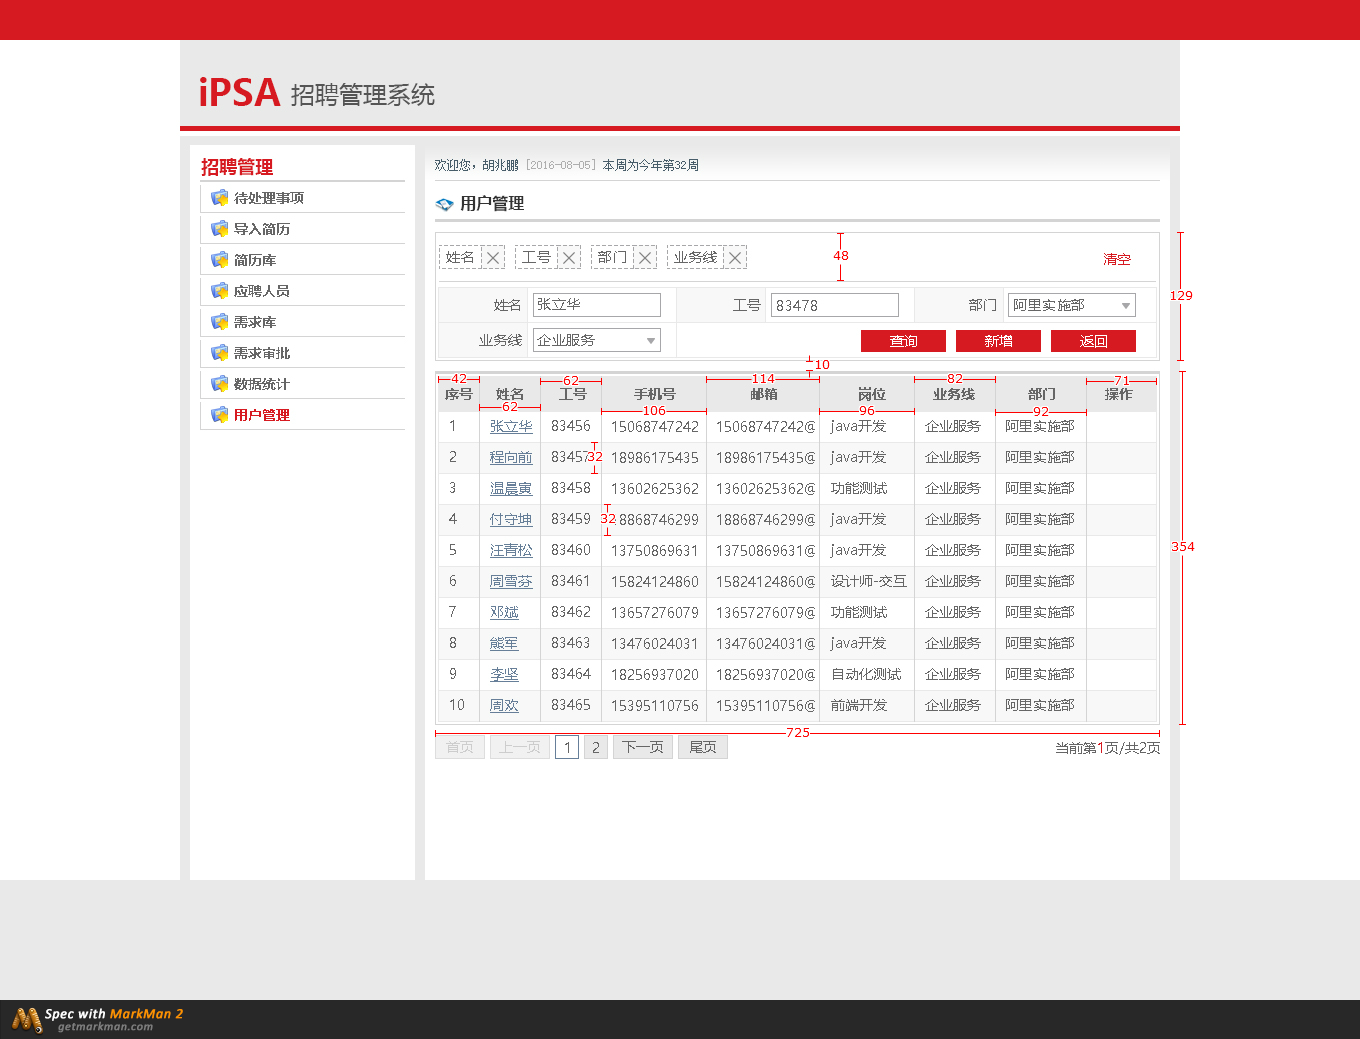 iPSA 招聘管理系统
招聘管理
待处理事项
导入简历
简历库
应聘人员
需求库
需求审批
数据统计
用户管理
欢迎您，胡兆鹏 [2016-08-05] 本周为今年第32周
用户管理
姓名 工号 部门 业务线 48 清空
129
姓名 张立华 工号 83478 部门 阿里实施部
业务线 企业服务 查询 新增 返回
10
42 62 114 82 71
序号 姓名 工号 手机号 邮箱 岗位 业务线 部门 操作
62 106 96 92
1 张立华 83456 15068747242 15068747242@ java开发 企业服务 阿里实施部
2 程向前 83457 32 18986175435 18986175435@ java开发 企业服务 阿里实施部
3 温晨寅 83458 13602625362 13602625362@ 功能测试 企业服务 阿里实施部
4 付守坤 83459 32 8868746299 18868746299@ java开发 企业服务 阿里实施部
5 汪青松 83460 13750869631 13750869631@ java开发 企业服务 阿里实施部
354
6 周雪芬 83461 15824124860 15824124860@ 设计师-交互 企业服务 阿里实施部
7 邓斌 83462 13657276079 13657276079@ 功能测试 企业服务 阿里实施部
8 熊军 83463 13476024031 13476024031@ java开发 企业服务 阿里实施部
9 李坚 83464 18256937020 18256937020@ 自动化测试 企业服务 阿里实施部
10 周欢 83465 15395110756 15395110756@ 前端开发 企业服务 阿里实施部
725
首页 上一页 1 2 下一页 尾页 当前第1页/共2页
Spec with MarkMan 2
getmarkman.com